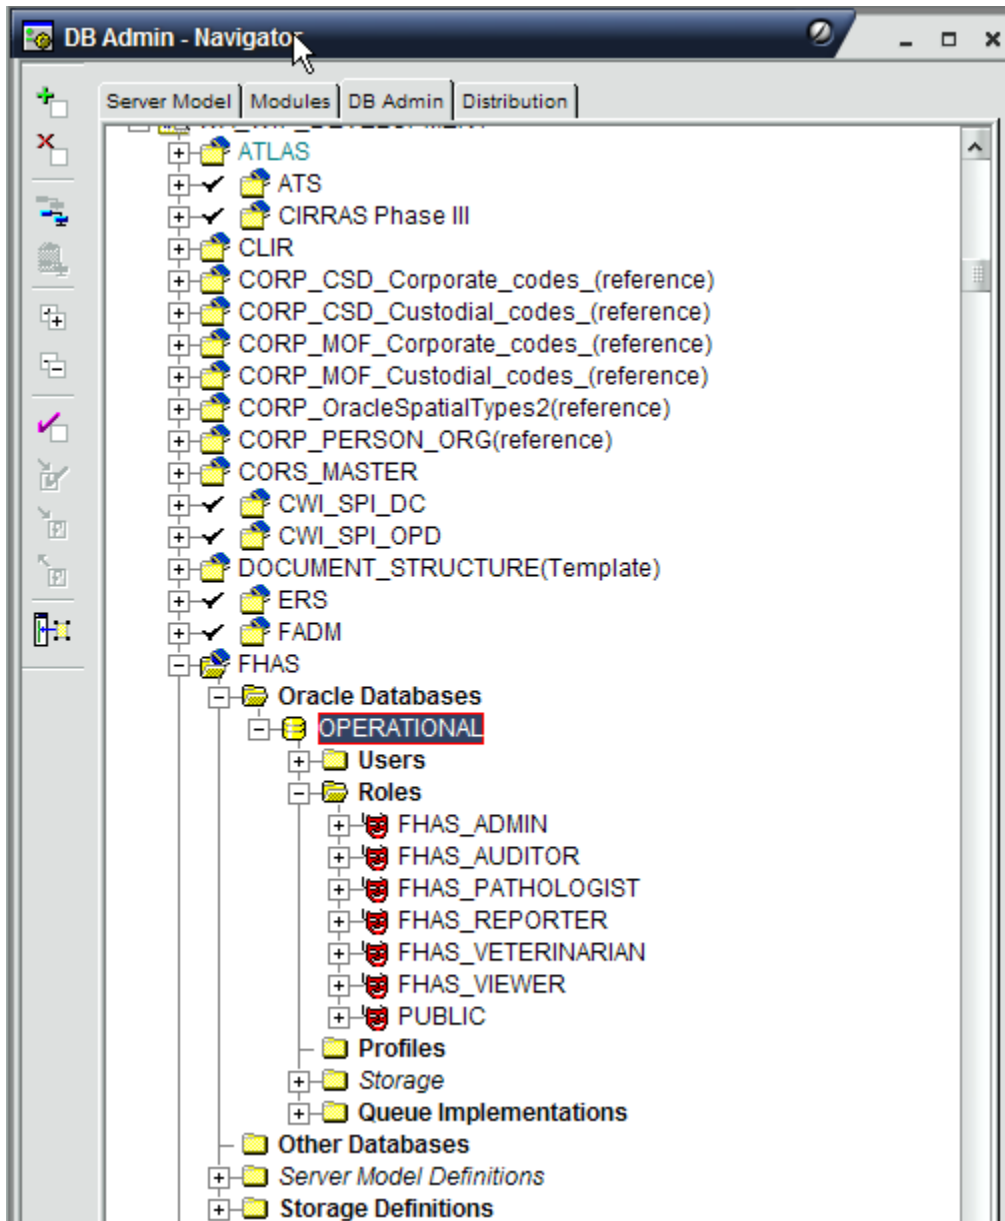 DB Admin - Navigator
Server Model Modules DB Admin Distribution
ATLAS
ATS
CIRRAS Phase III
CLIR
CORP_CSD_Corporate_codes_(reference)
CORP_CSD_Custodial_codes_(reference)
CORP_MOF_Corporate_codes_(reference)
CORP_MOF_Custodial_codes_(reference)
CORP_OracleSpatialTypes2(reference)
CORP_PERSON_ORG(reference)
CORS_MASTER
CWI_SPI_DC
CWI_SPI_OPD
DOCUMENT_STRUCTURE(Template)
ERS
FADM
FHAS
Oracle Databases
OPERATIONAL
Users
Roles
FHAS_ADMIN
FHAS_AUDITOR
FHAS_PATHOLOGIST
FHAS_REPORTER
FHAS_VETERINARIAN
FHAS_VIEWER
PUBLIC
Profiles
Storage
Queue Implementations
Other Databases
Server Model Definitions
Storage Definitions